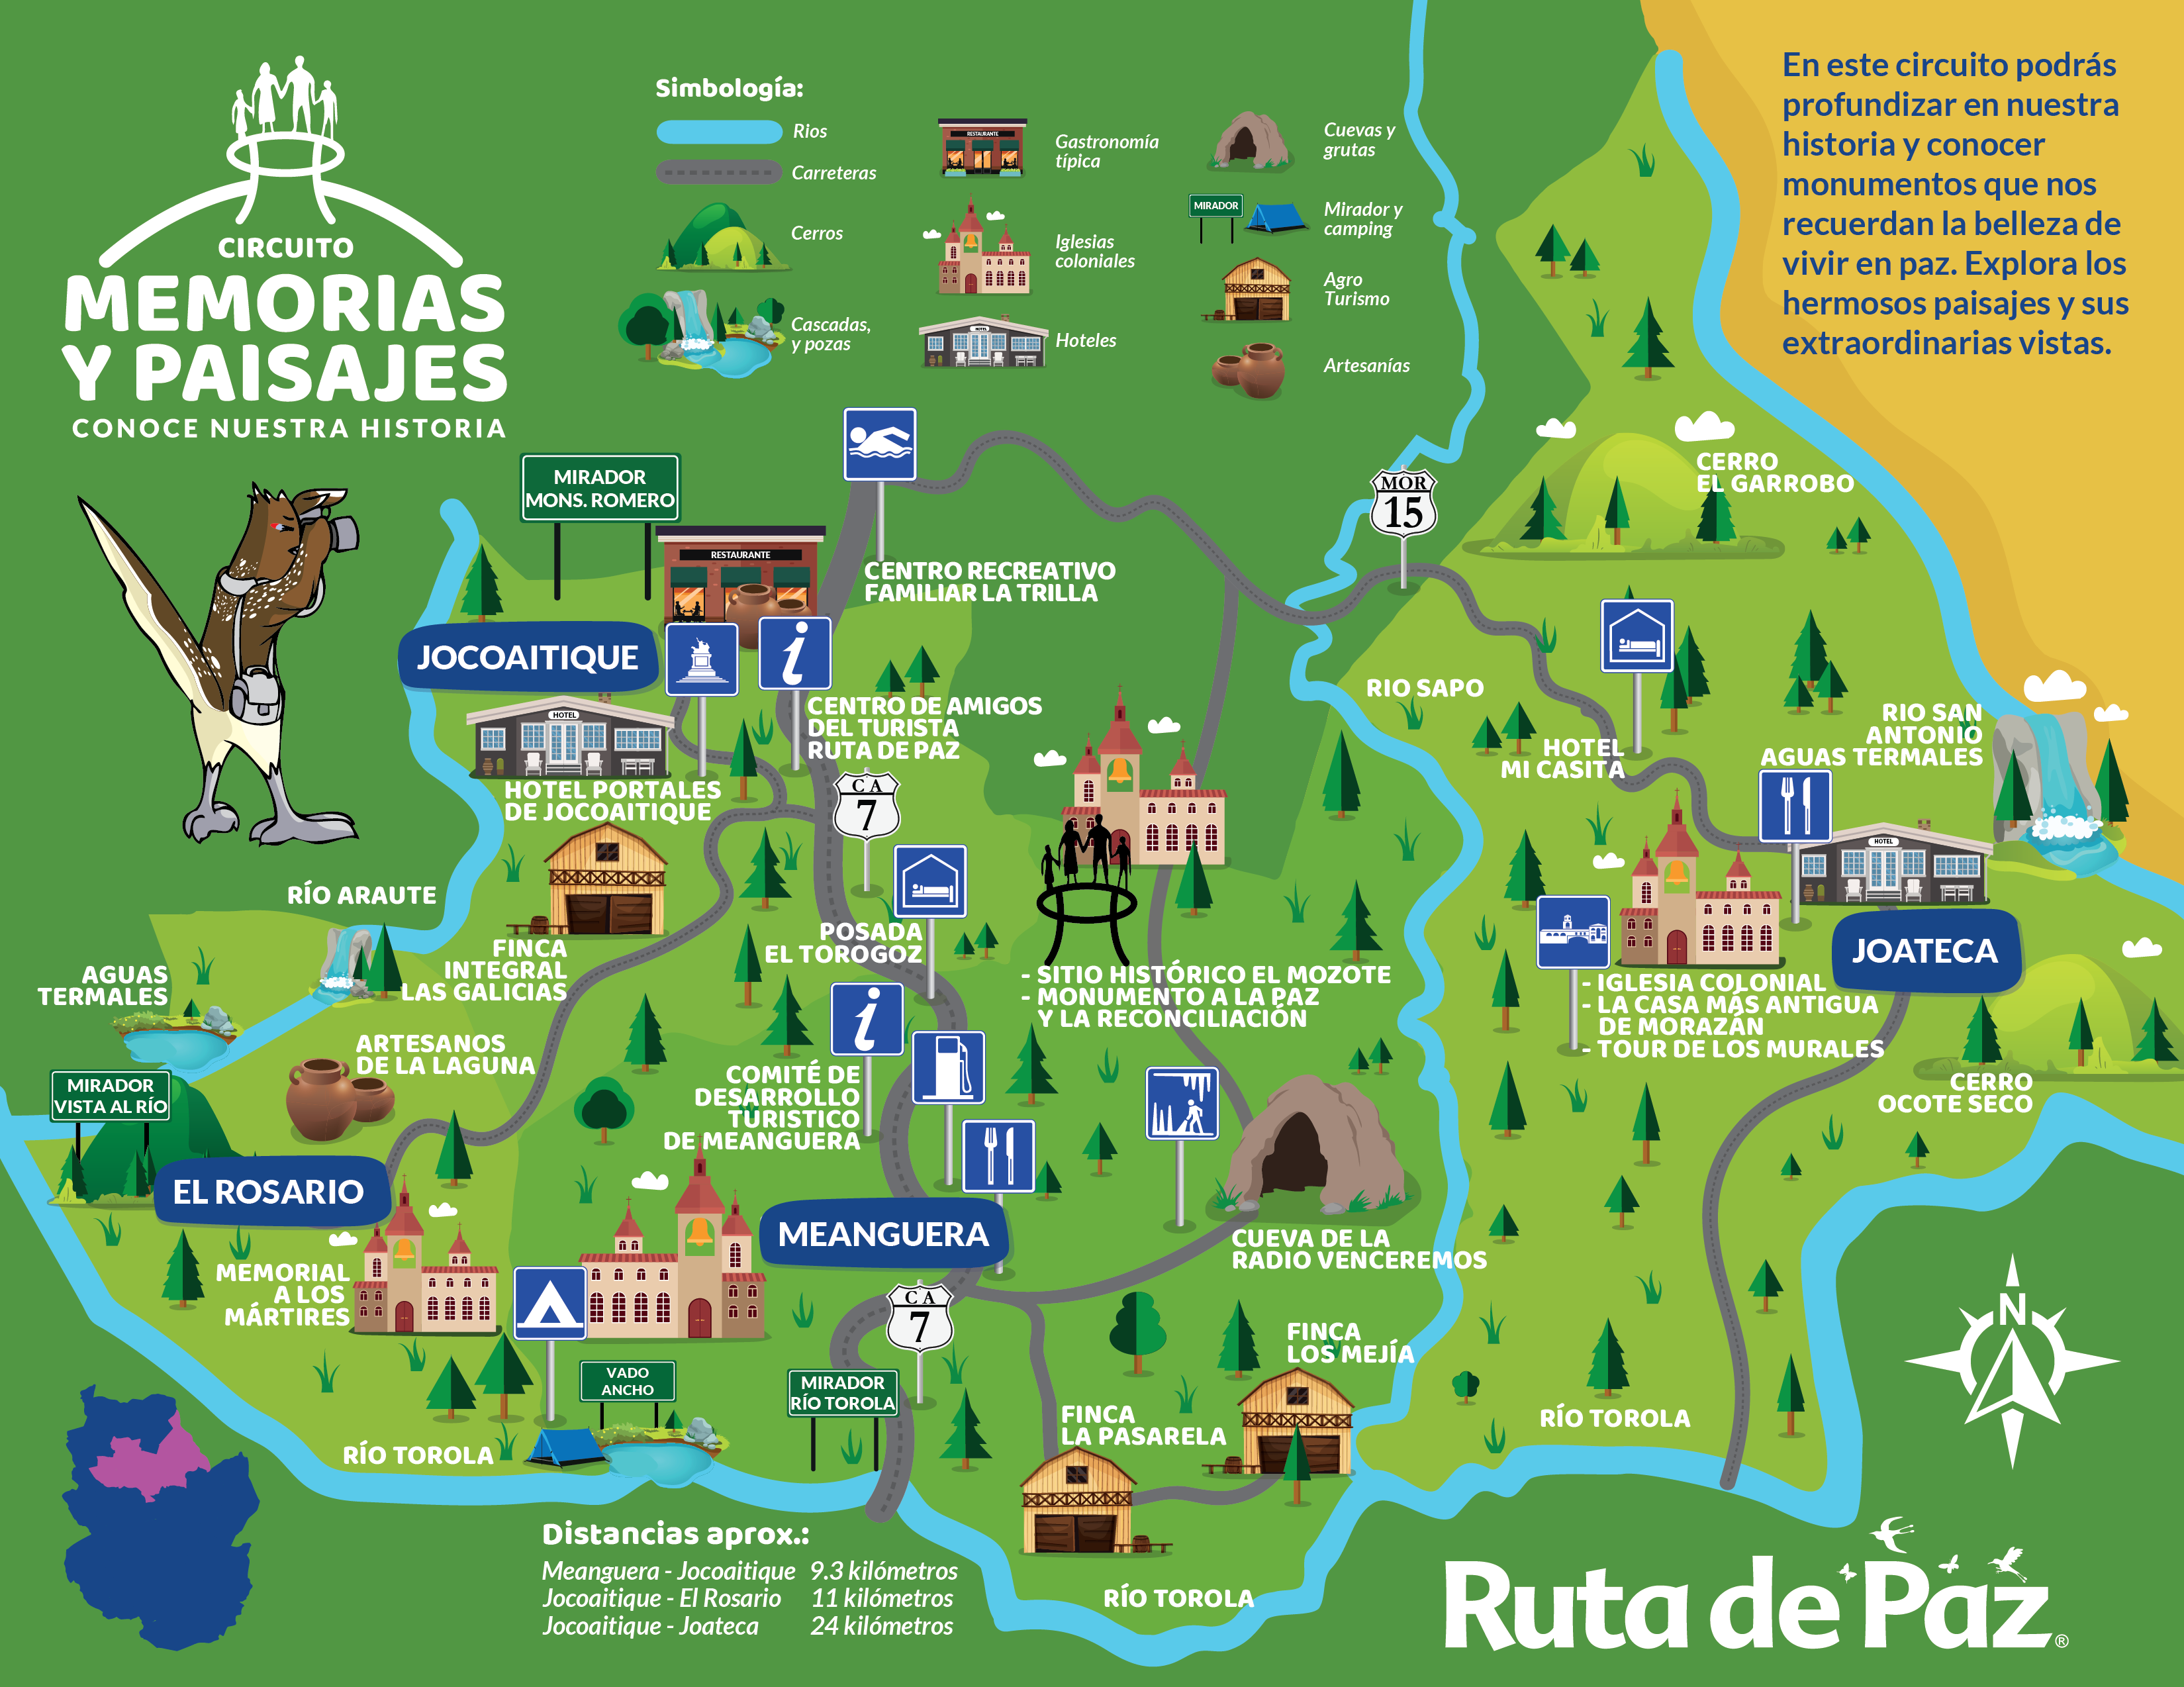 CIRCUITO
MEMORIAS
Y PAISAJES
CONOCE NUESTRA HISTORIA
Simbología:
Rios
Carreteras
Cerros
Cascadas,
y pozas
RESTAURANTE
Gastronomía
típica
Iglesias
coloniales
HOTEL
Hoteles
Cuevas y
grutas
MIRADOR
Mirador y
camping
Agro
Turismo
Artesanías
En este circuito podrás
profundizar en nuestra
historia y conocer
monumentos que nos
recuerdan la belleza de
vivir en paz. Explora los
hermosos paisajes y sus
extraordinarias vistas.
MIRADOR
MONS. ROMERO
RESTAURANTE
CENTRO RECREATIVO
FAMILIAR LA TRILLA
MOR
15
CERRO
EL GARROBO
JOCOAITIQUE
i
CENTRO DE AMIGOS
DEL TURISTA
RUTA DE PAZ
HOTEL
HOTEL PORTALES
DE JOCOAITIQUE
CA
7
RIO SAPO
HOTEL
MI CASITA
RIO SAN
ANTONIO
AGUAS TERMALES
HOTEL
RÍO ARAUTE
FINCA
INTEGRAL
LAS GALICIAS
POSADA
EL TOROGOZ
- SITIO HISTÓRICO EL MOZOTE
- MONUMENTO A LA PAZ
Y LA RECONCILIACIÓN
JOATECA
- IGLESIA COLONIAL
- LA CASA MÁS ANTIGUA
DE MORAZÁN
- TOUR DE LOS MURALES
AGUAS
TERMALES
ARTESANOS
DE LA LAGUNA
i
COMITÉ DE
DESARROLLO
TURISTICO
DE MEANGUERA
CERRO
OCOTE SECO
MIRADOR
VISTA AL RÍO
EL ROSARIO
MEANGUERA
CUEVA DE LA
RADIO VENCEREMOS
MEMORIAL
A LOS
MÁRTIRES
CA
7
N
FINCA
LOS MEJÍA
VADO
ANCHO
MIRADOR
RÍO TOROLA
FINCA
LA PASARELA
RÍO TOROLA
RÍO TOROLA
Distancias aprox.:
Meanguera - Jocoaitique 9.3 kilómetros
Jocoaitique - El Rosario 11 kilómetros
Jocoaitique - Joateca 24 kilómetros
RÍO TOROLA
Ruta de Paz®